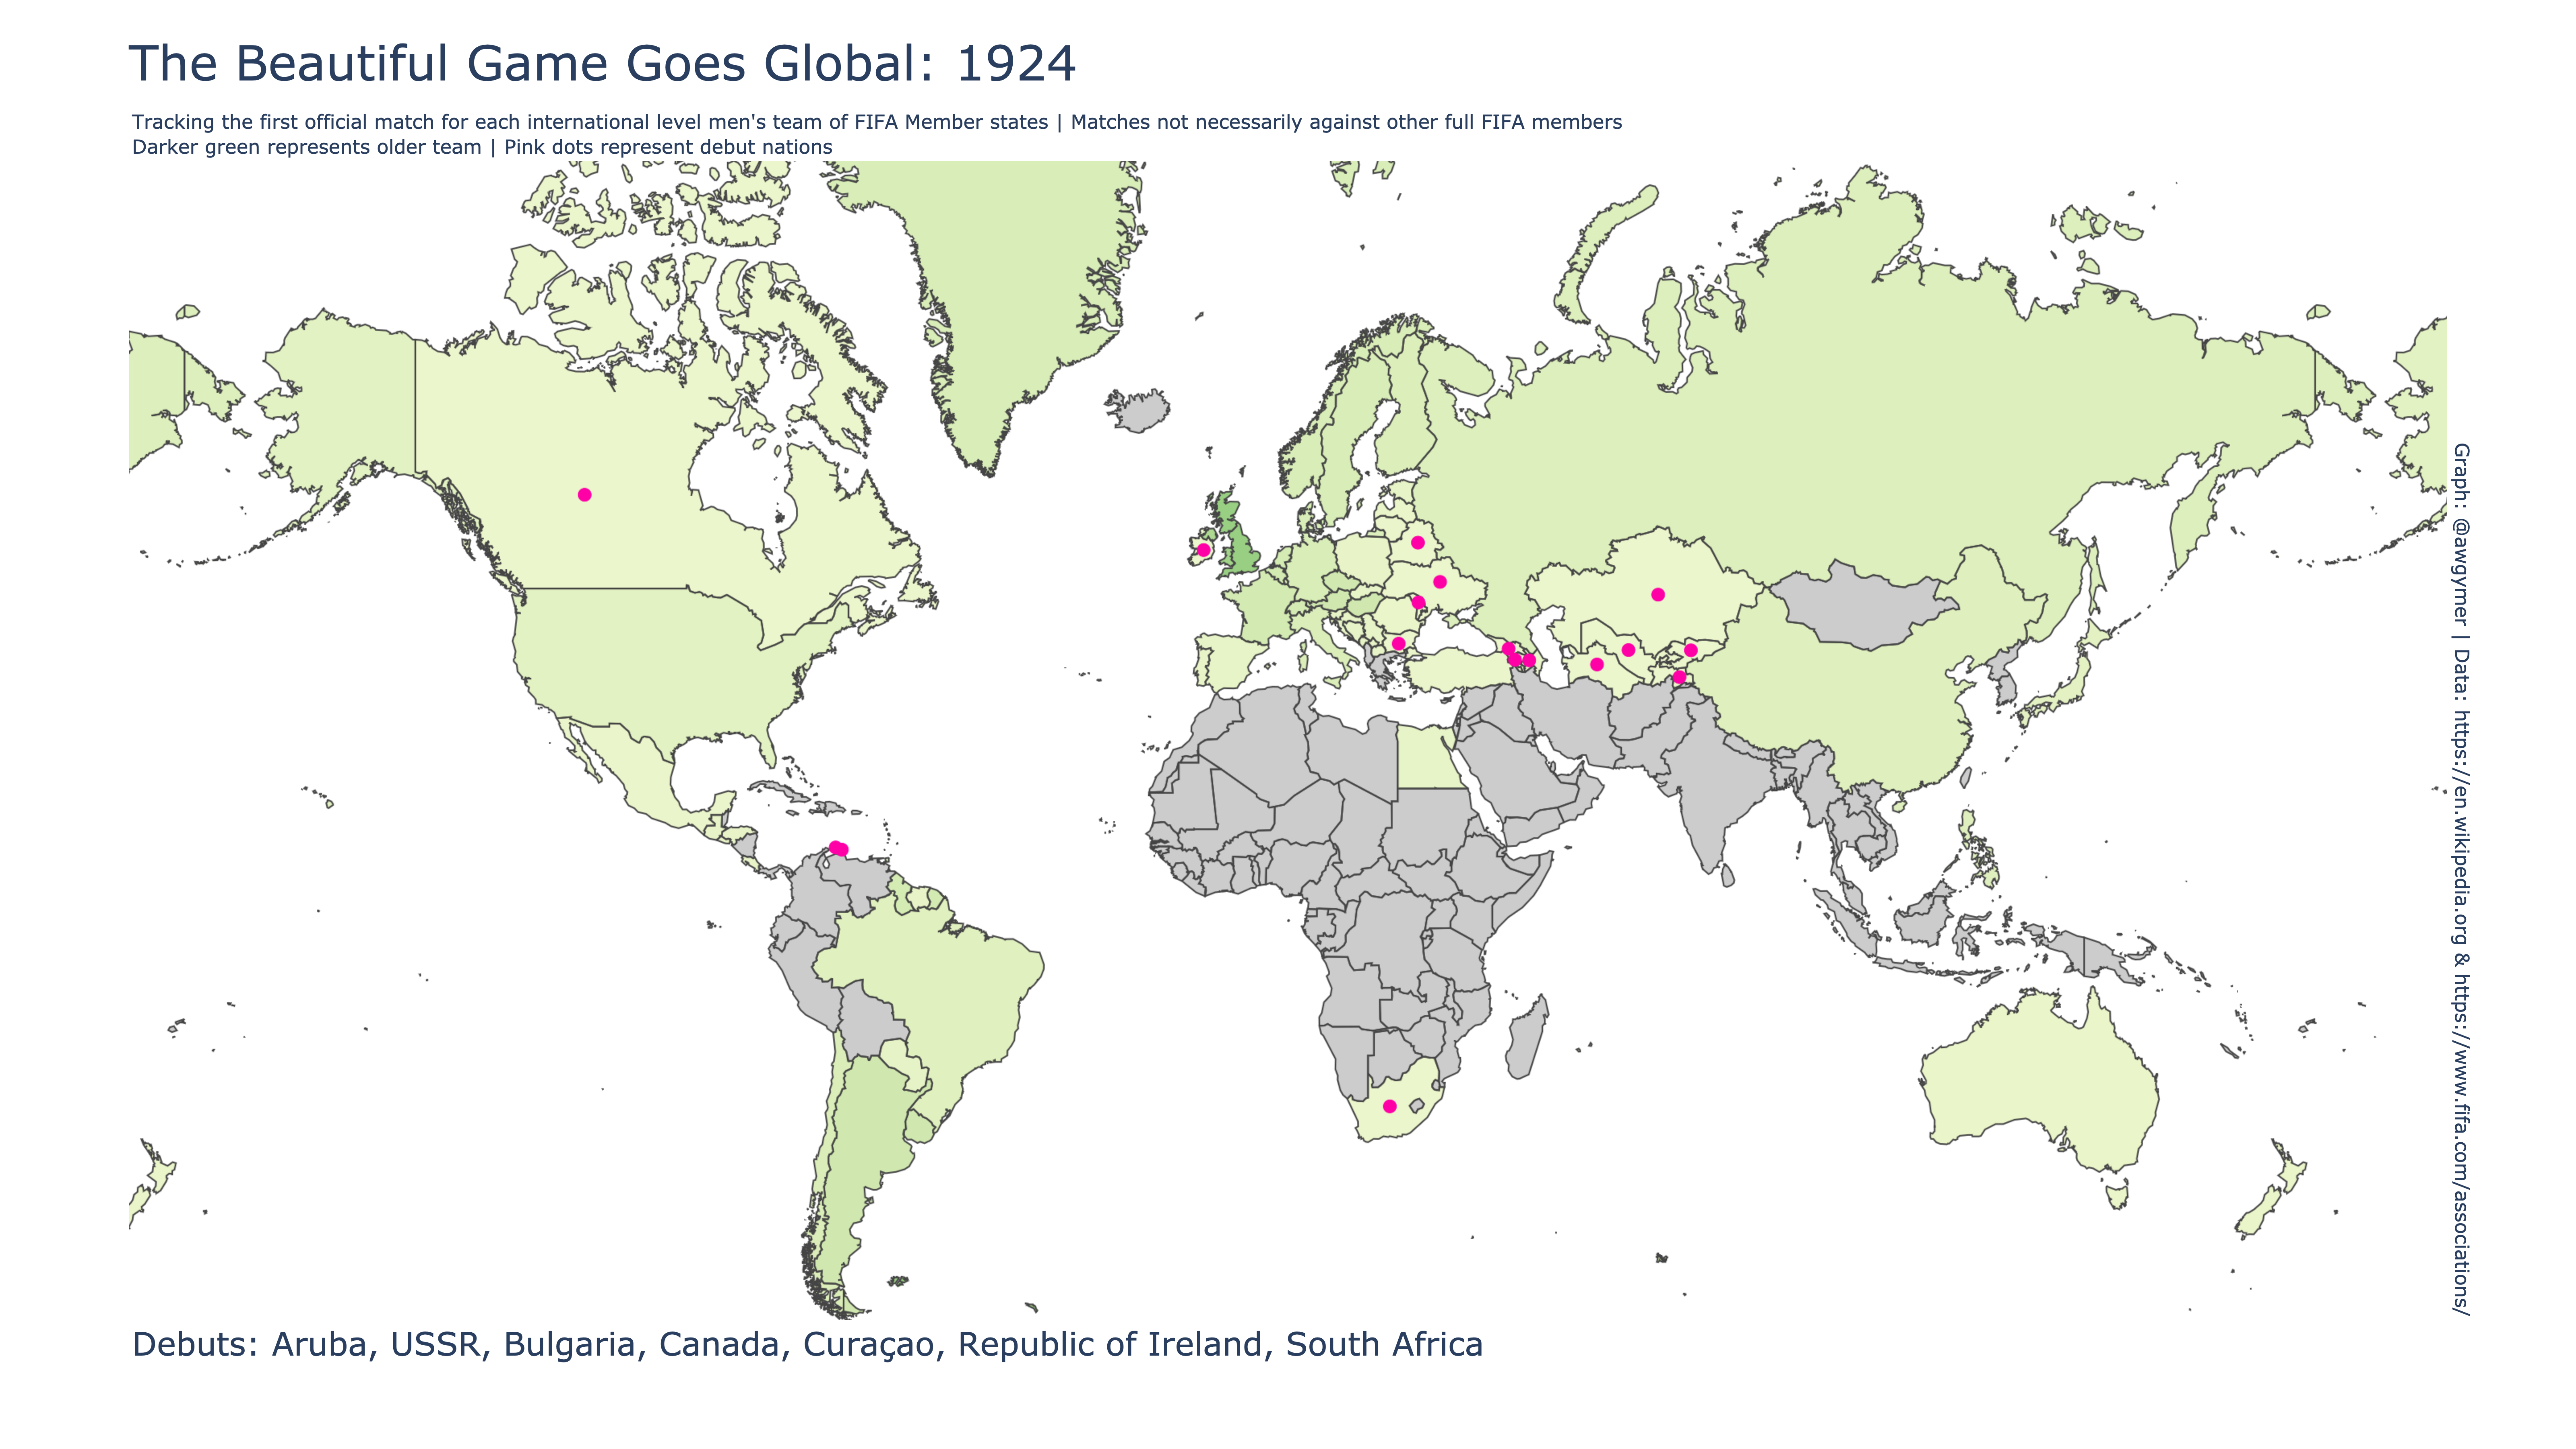 The Beautiful Game Goes Global: 1924
Tracking the first official match for each international level men's team of FIFA Member states | Matches not necessarily against other full FIFA members
Darker green represents older team | Pink dots represent debut nations
Graph: @awgymer | Data: https://en.wikipedia.org & https://www.fifa.com/associations/
Debuts: Aruba, USSR, Bulgaria, Canada, Curaçao, Republic of Ireland, South Africa